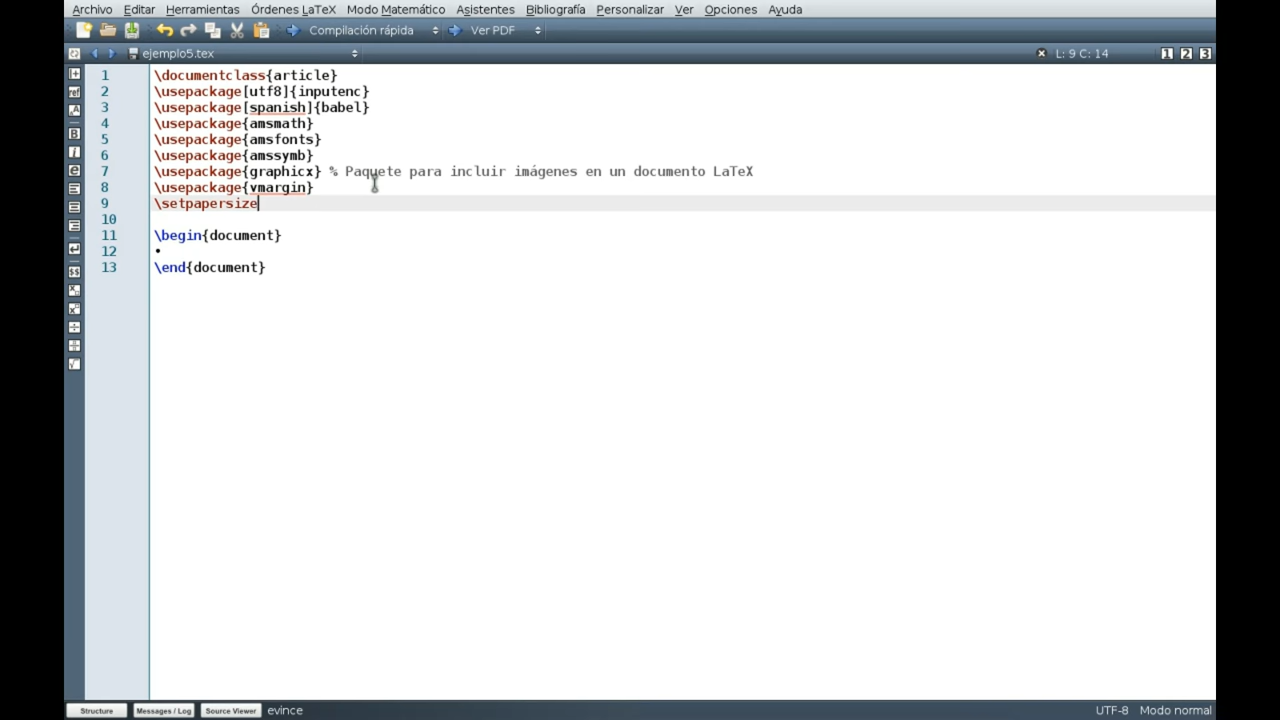 Archivo Editar Herramientas Órdenes LaTeX Modo Matemático Asistentes Bibliografía Personalizar Ver Opciones Ayuda
Compilación rápida Ver PDF
ejemplo5.tex L: 9 C: 14 1 2 3
1 \documentclass{article}
2 \usepackage[utf8]{inputenc}
3 \usepackage[spanish]{babel}
4 \usepackage{amsmath}
5 \usepackage{amsfonts}
6 \usepackage{amssymb}
7 \usepackage{graphicx} % Paquete para incluir imágenes en un documento LaTeX
8 \usepackage{vmargin}
9 \setpapersize
10
11 \begin{document}
12 •
13 \end{document}
Structure Messages / Log Source Viewer evince UTF-8 Modo normal